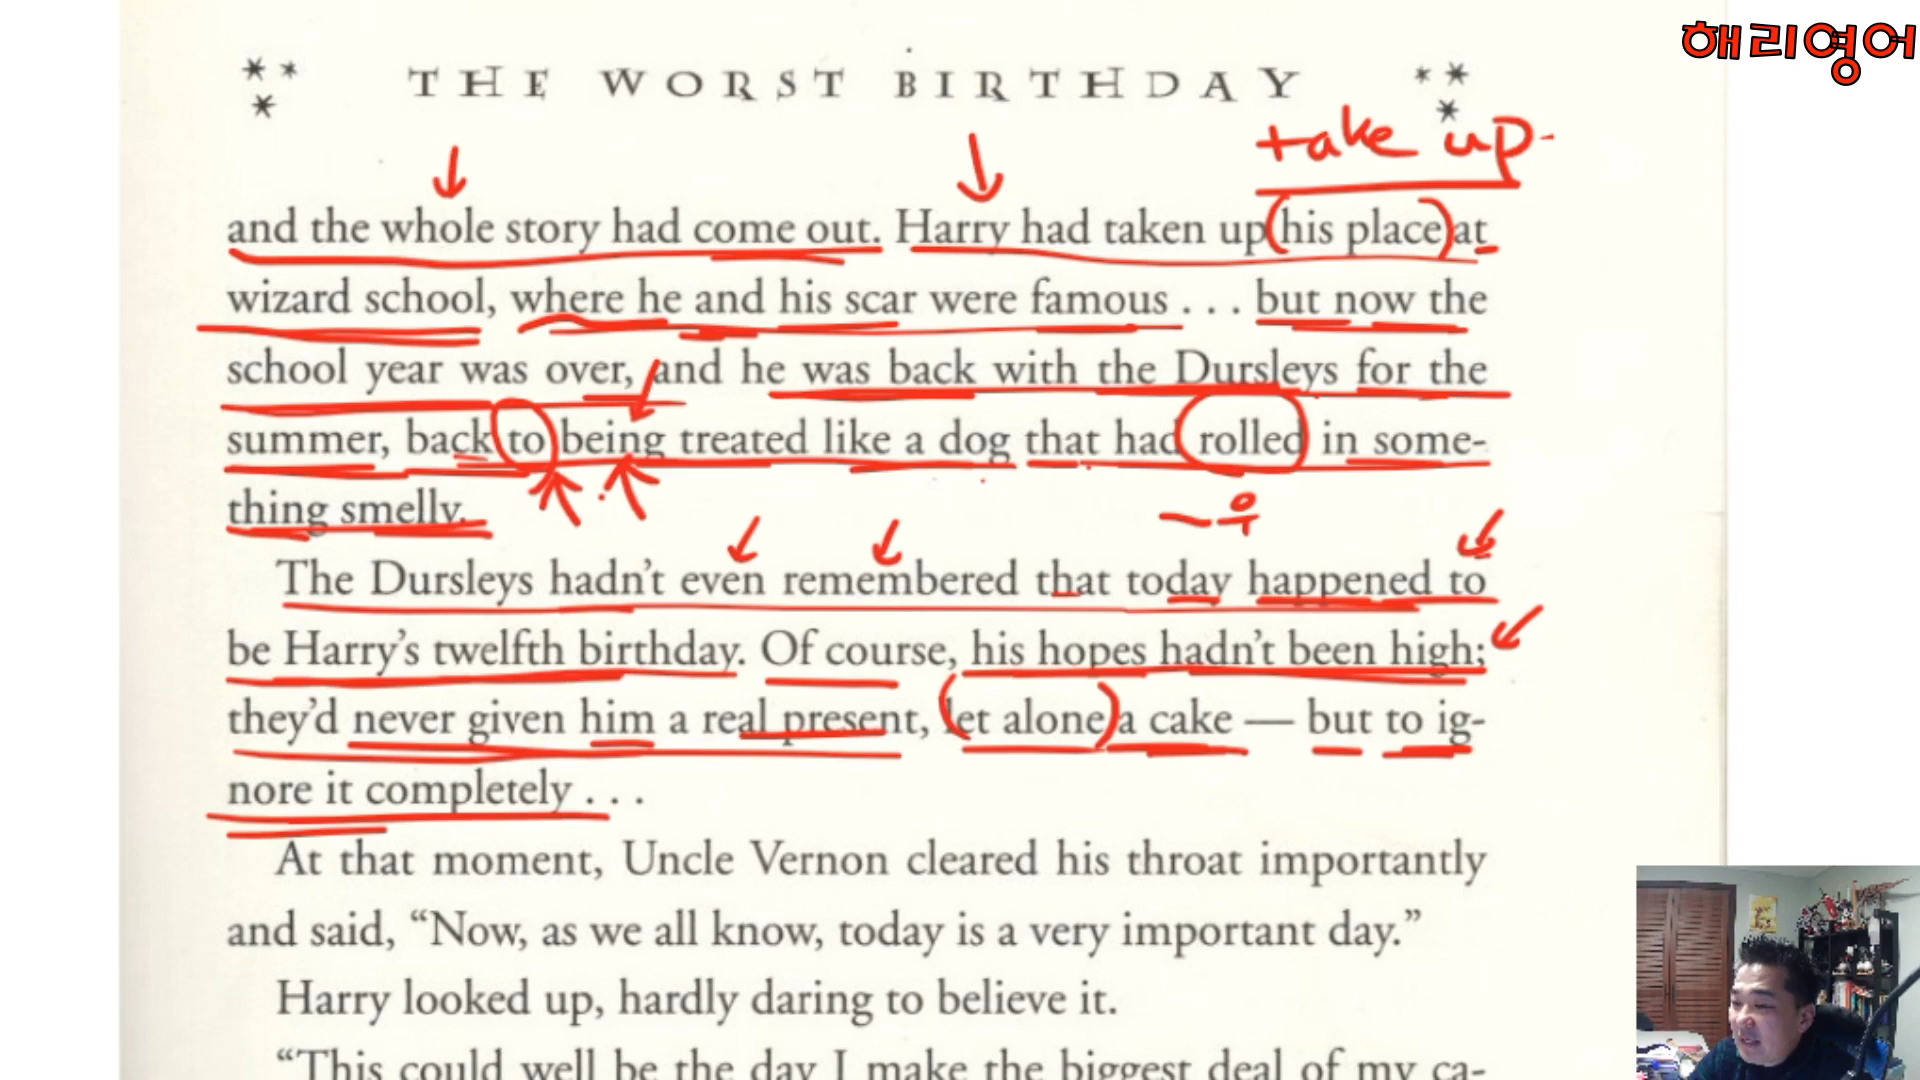 해리영어
THE WORST BIRTHDAY
take up
and the whole story had come out. Harry had taken up his place at
wizard school, where he and his scar were famous . . . but now the
school year was over, and he was back with the Dursleys for the
summer, back to being treated like a dog that had rolled in some-
thing smelly.
~우
The Dursleys hadn’t even remembered that today happened to
be Harry’s twelfth birthday. Of course, his hopes hadn’t been high;
they’d never given him a real present, let alone a cake — but to ig-
nore it completely . . .
At that moment, Uncle Vernon cleared his throat importantly
and said, “Now, as we all know, today is a very important day.”
Harry looked up, hardly daring to believe it.
“This could well be the day I make the biggest deal of my ca-